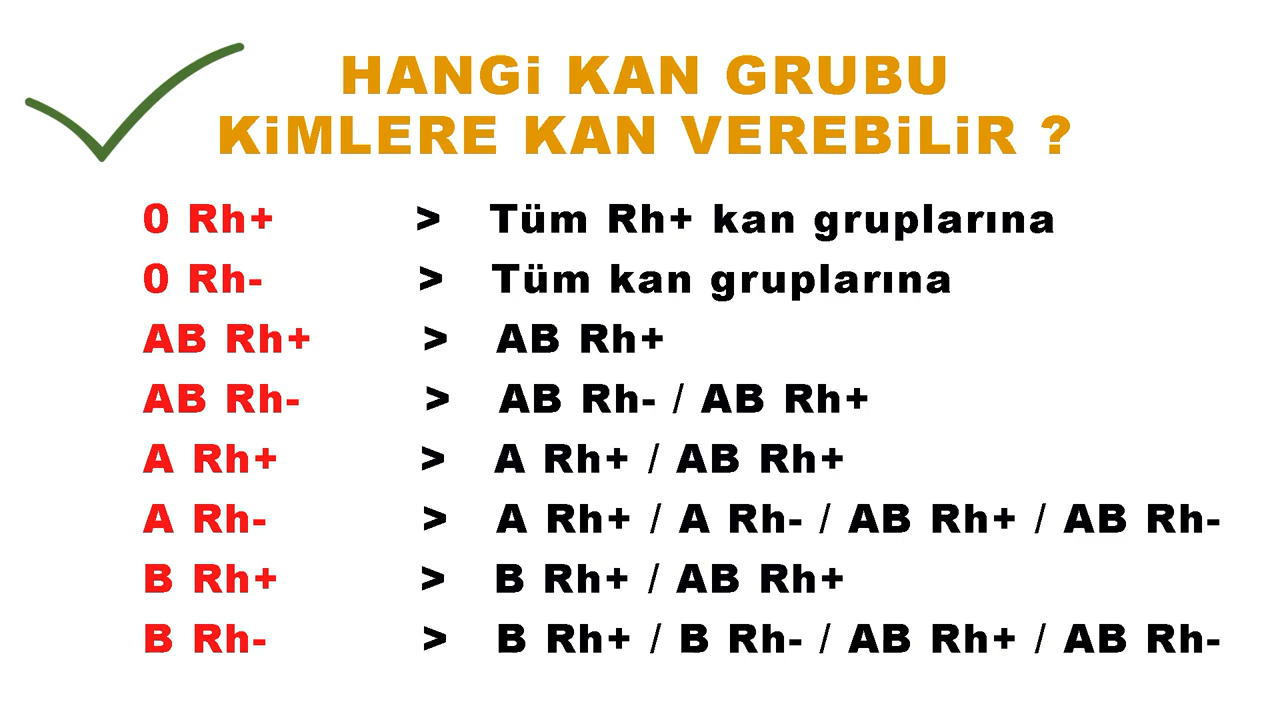 HANGi KAN GRUBU
KiMLERE KAN VEREBiLiR ?
0 Rh+ > Tüm Rh+ kan gruplarına
0 Rh- > Tüm kan gruplarına
AB Rh+ > AB Rh+
AB Rh- > AB Rh- / AB Rh+
A Rh+ > A Rh+ / AB Rh+
A Rh- > A Rh+ / A Rh- / AB Rh+ / AB Rh-
B Rh+ > B Rh+ / AB Rh+
B Rh- > B Rh+ / B Rh- / AB Rh+ / AB Rh-